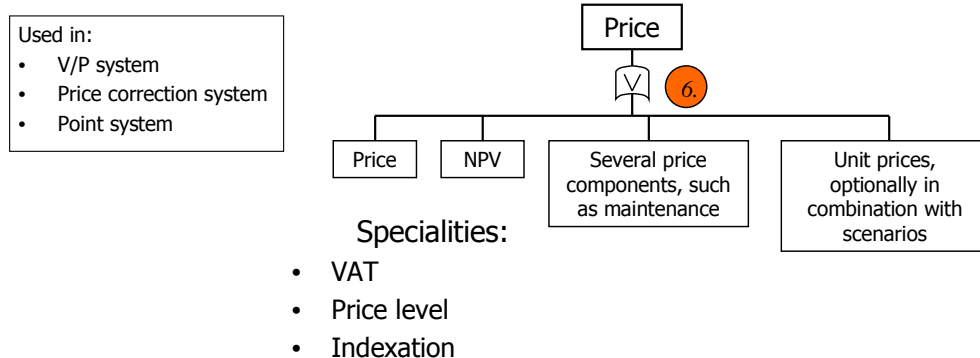 Used in:
• V/P system
• Price correction system
• Point system
Price
V
6.
Price
NPV
Several price
components, such
as maintenance
Unit prices,
optionally in
combination with
scenarios
Specialities:
• VAT
• Price level
• Indexation